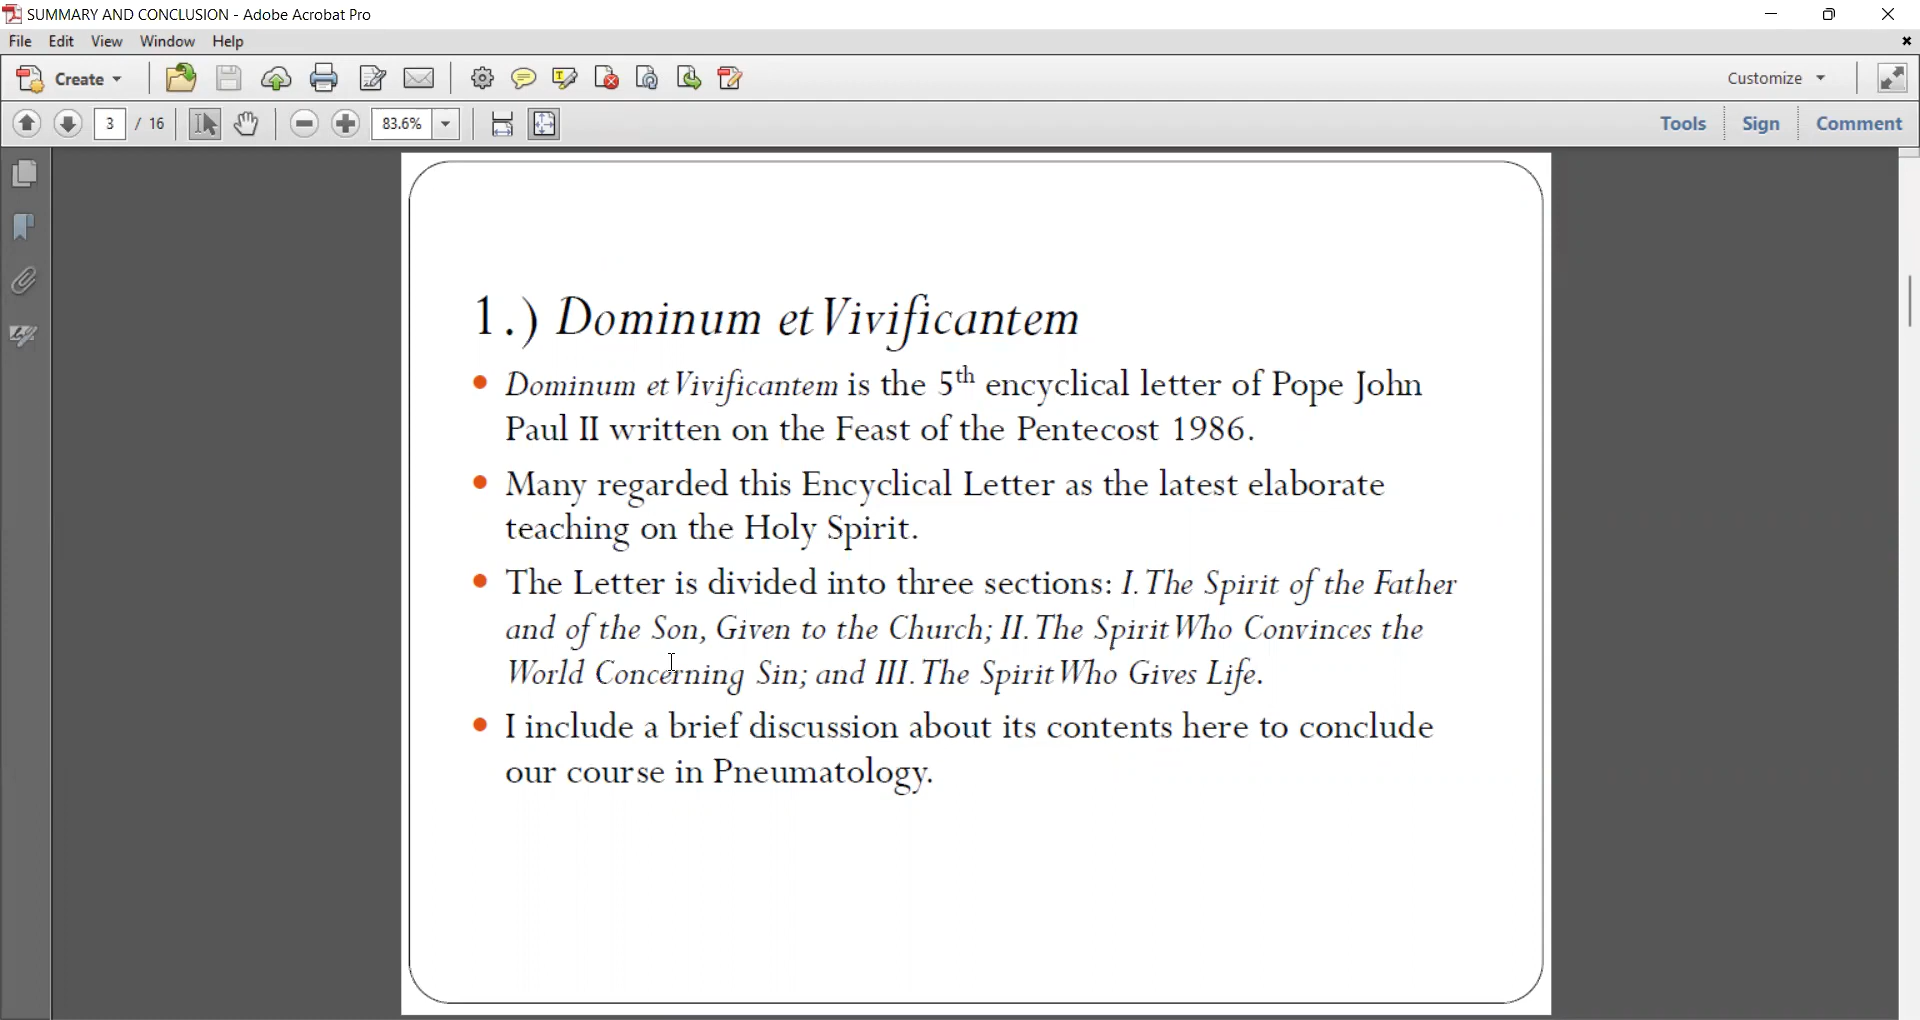 SUMMARY AND CONCLUSION - Adobe Acrobat Pro
File Edit View Window Help
Create
Customize
3 / 16
83.6%
Tools Sign Comment
1.) Dominum et Vivificantem
• Dominum et Vivificantem is the 5th encyclical letter of Pope John
Paul II written on the Feast of the Pentecost 1986.
• Many regarded this Encyclical Letter as the latest elaborate
teaching on the Holy Spirit.
• The Letter is divided into three sections: I. The Spirit of the Father
and of the Son, Given to the Church; II. The Spirit Who Convinces the
World Concerning Sin; and III. The Spirit Who Gives Life.
• I include a brief discussion about its contents here to conclude
our course in Pneumatology.